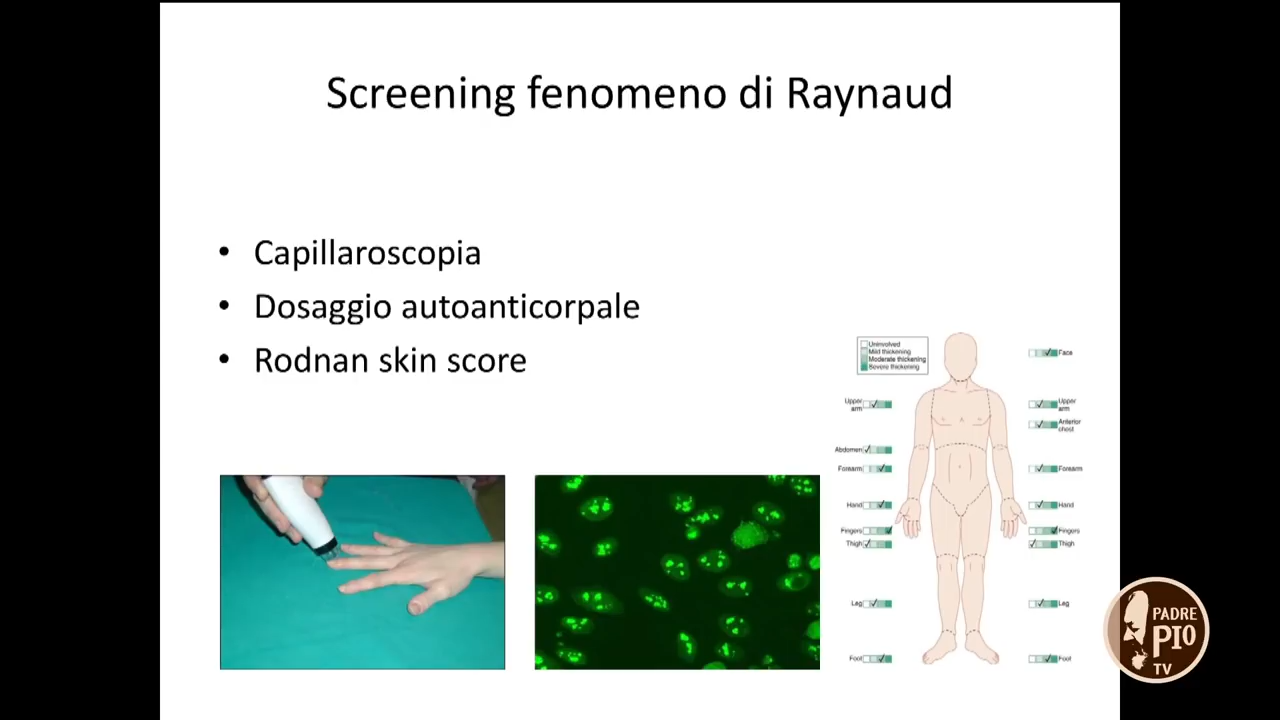 Screening fenomeno di Raynaud
• Capillaroscopia
• Dosaggio autoanticorpale
• Rodnan skin score
Uninvolved
Mild thickening
Moderate thickening
Severe thickening
Face
Upper
arm
Upper
arm
Anterior
chest
Abdomen
Forearm
Forearm
Hand
Hand
Fingers
Fingers
Thigh
Thigh
Leg
Leg
Foot
Foot
PADRE
PIO
TV